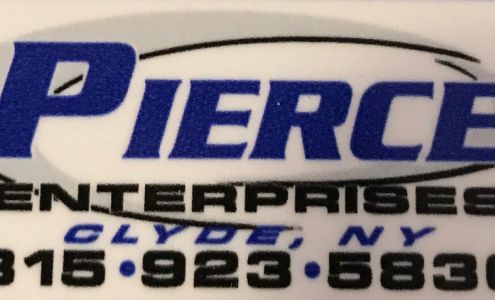 PIERCE
ENTERPRISES
CLYDE, NY
315•923•5830